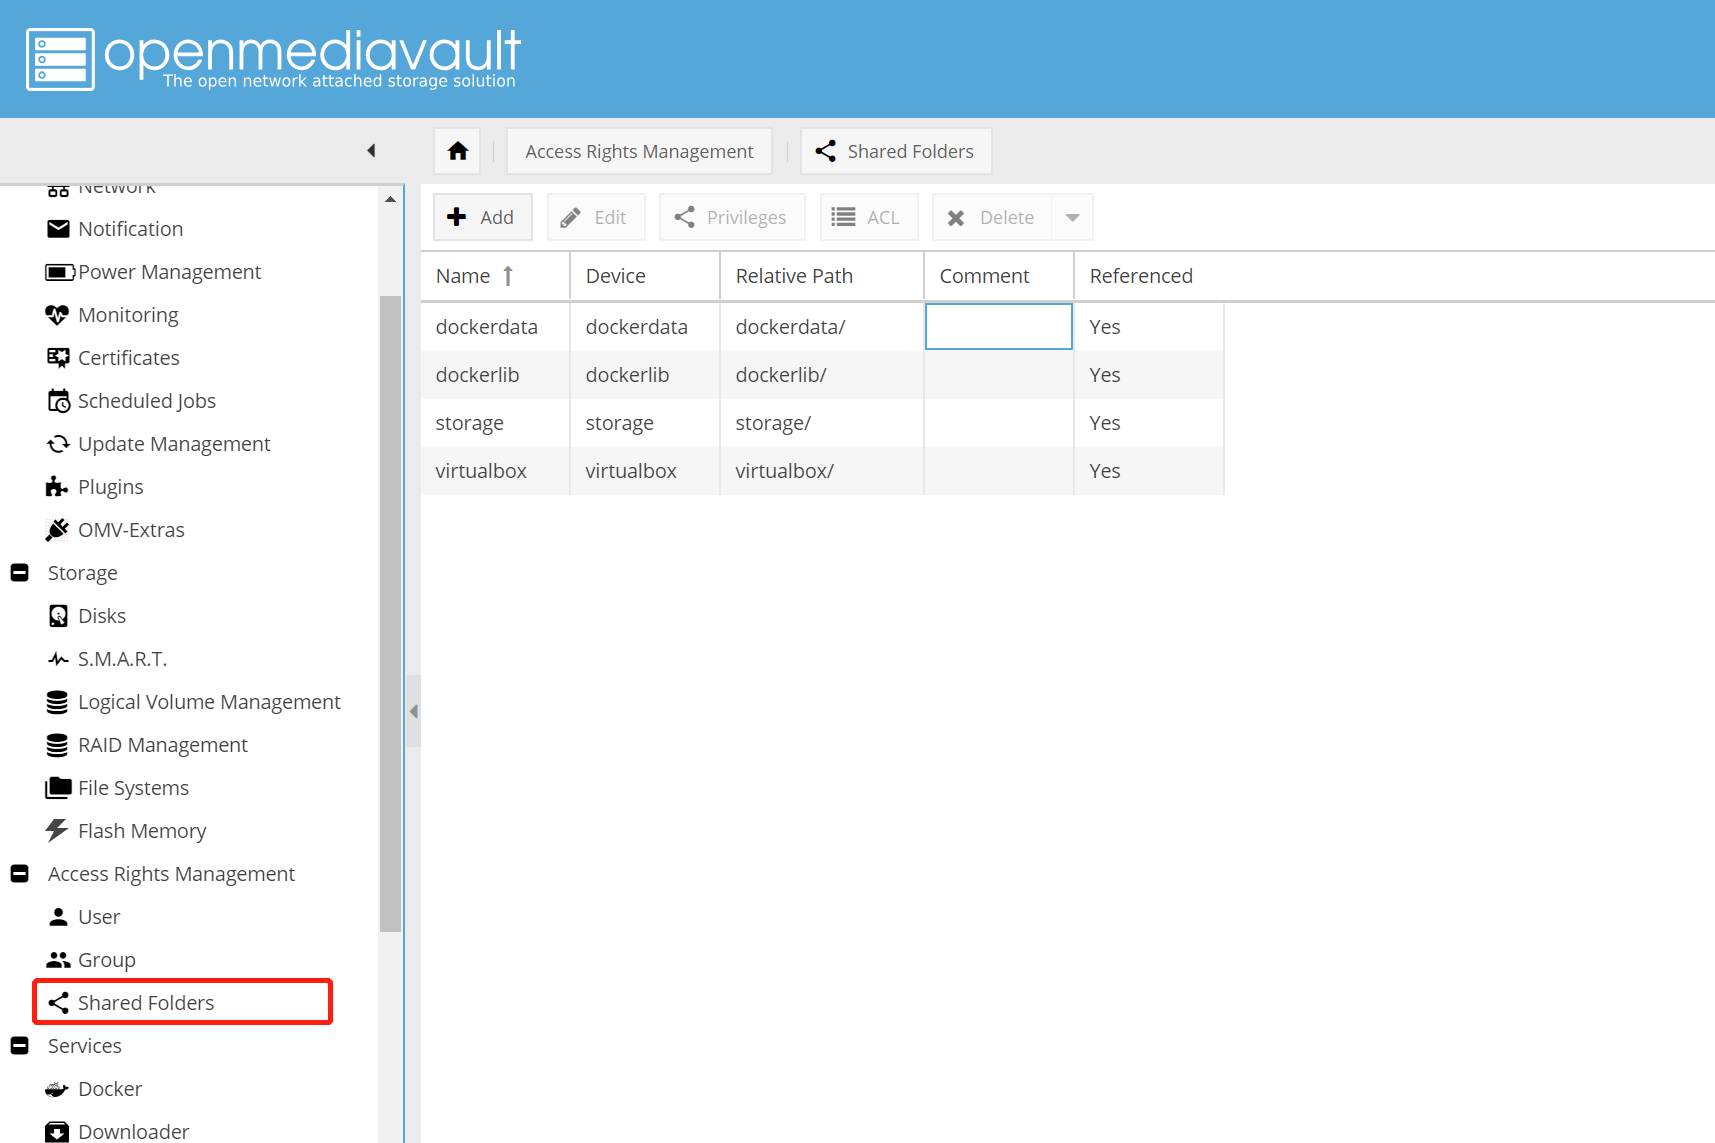 openmediavault
The open network attached storage solution
Access Rights Management
Shared Folders
Network
Notification
Power Management
Monitoring
Certificates
Scheduled Jobs
Update Management
Plugins
OMV-Extras
Storage
Disks
S.M.A.R.T.
Logical Volume Management
RAID Management
File Systems
Flash Memory
Access Rights Management
User
Group
Shared Folders
Services
Docker
Downloader
Add Edit Privileges ACL Delete
Name Device Relative Path Comment Referenced
dockerdata dockerdata dockerdata/ Yes
dockerlib dockerlib dockerlib/ Yes
storage storage storage/ Yes
virtualbox virtualbox virtualbox/ Yes